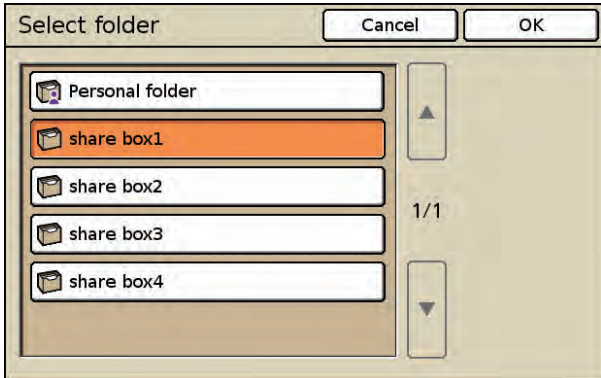 Select folder
Cancel
OK
Personal folder
share box1
share box2
1/1
share box3
share box4